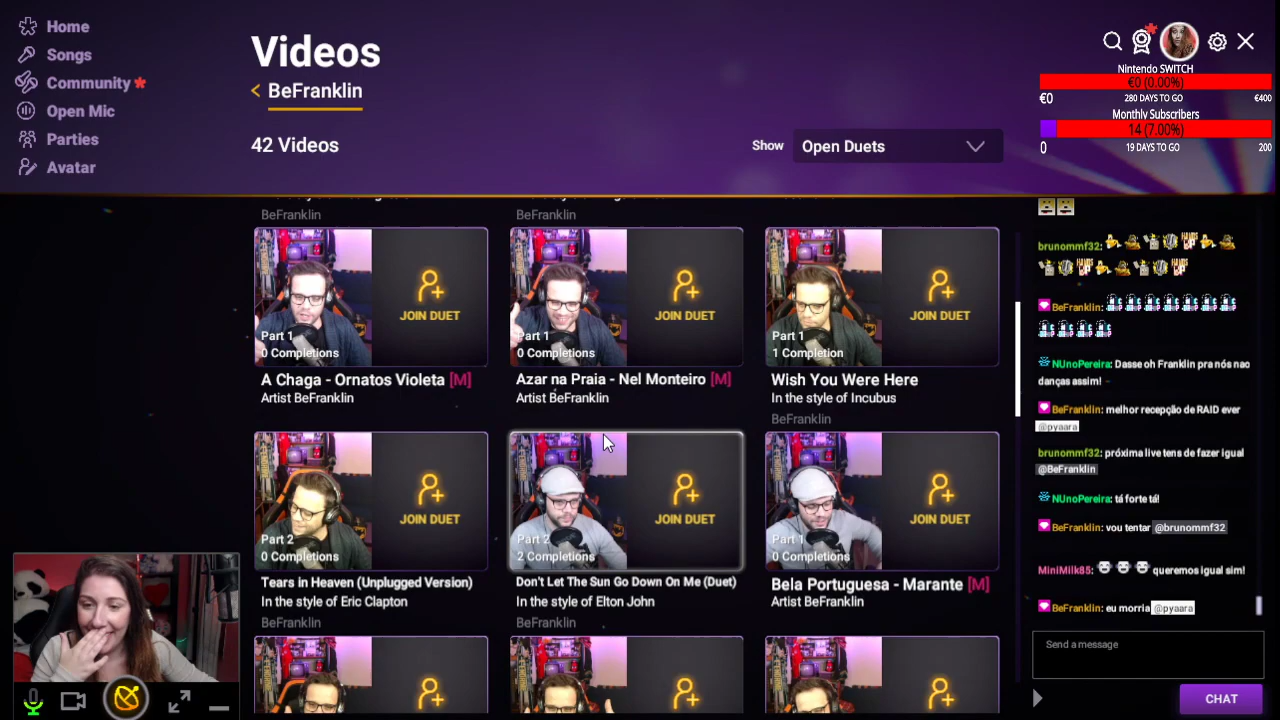 Home
Songs
Community
Open Mic
Parties
Avatar
Videos
< BeFranklin
42 Videos
Show
Open Duets
Nintendo SWITCH
€0 (0.00%)
€0
280 DAYS TO GO
€400
Monthly Subscribers
14 (7.00%)
0
19 DAYS TO GO
200
BeFranklin
BeFranklin
Part 1
0 Completions
JOIN DUET
A Chaga - Ornatos Violeta [M]
Artist BeFranklin
Part 1
0 Completions
JOIN DUET
Azar na Praia - Nel Monteiro [M]
Artist BeFranklin
Part 1
1 Completion
JOIN DUET
Wish You Were Here
In the style of Incubus
BeFranklin
Part 2
0 Completions
JOIN DUET
Tears in Heaven (Unplugged Version)
In the style of Eric Clapton
BeFranklin
Part 2
2 Completions
JOIN DUET
Don't Let The Sun Go Down On Me (Duet)
In the style of Elton John
BeFranklin
Part 1
0 Completions
JOIN DUET
Bela Portuguesa - Marante [M]
Artist BeFranklin
brunommf32:
BeFranklin:
NUnoPereira: Dasse oh Franklin pra nós nao
danças assim!
BeFranklin: melhor recepção de RAID ever
@pyaara
brunommf32: próxima live tens de fazer igual
@BeFranklin
NUnoPereira: tá forte tá!
BeFranklin: vou tentar @brunommf32
MiniMilk85: queremos igual sim!
BeFranklin: eu morria @pyaara
Send a message
CHAT